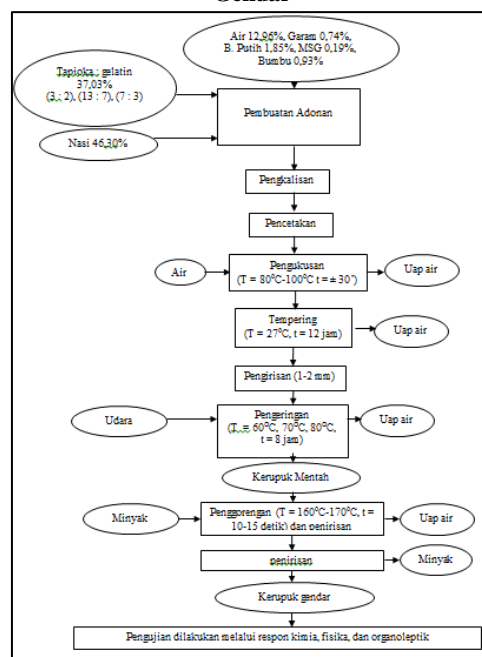 Gendar
Air 12,96%, Garam 0,74%,
B. Putih 1,85%, MSG 0,19%,
Bumbu 0,93%
Tapioka : gelatin
37,03%
(3 : 2), (13 : 7), (7 : 3)
Pembuatan Adonan
Nasi 46,30%
Pengkalisan
Pencetakan
Air
Pengukusan
(T = 80⁰C-100⁰C t = ± 30’)
Uap air
Tempering
(T = 27⁰C, t = 12 jam)
Uap air
Pengirisan (1-2 mm)
Udara
Pengeringan
(T = 60⁰C, 70⁰C, 80⁰C,
t = 8 jam)
Uap air
Kerupuk Mentah
Minyak
Penggorengan (T = 160⁰C-170⁰C, t =
10-15 detik) dan penirisan
Uap air
penirisan
Minyak
Kerupuk gendar
Pengujian dilakukan melalui respon kimia, fisika, dan organoleptik